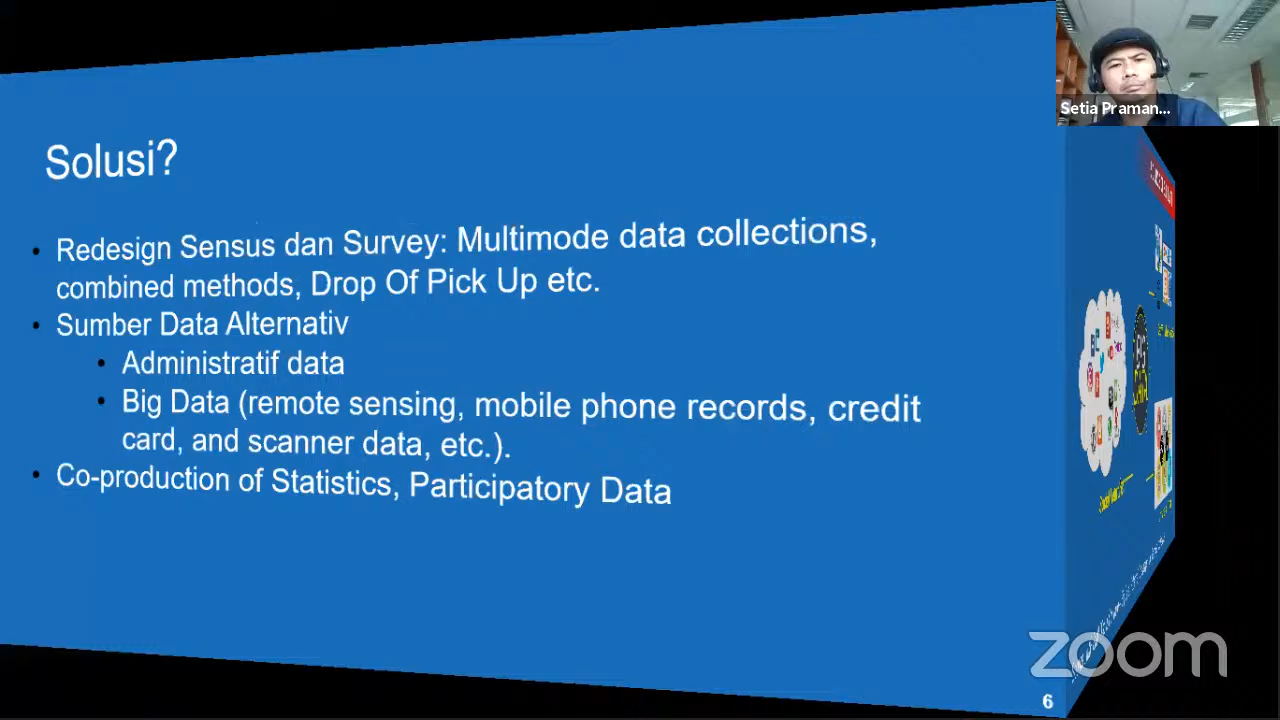 Setia Praman...
Solusi?
• Redesign Sensus dan Survey: Multimode data collections,
combined methods, Drop Of Pick Up etc.
• Sumber Data Alternativ
• Administratif data
• Big Data (remote sensing, mobile phone records, credit
card, and scanner data, etc.).
• Co-production of Statistics, Participatory Data
BIG
DATA
zoom
6